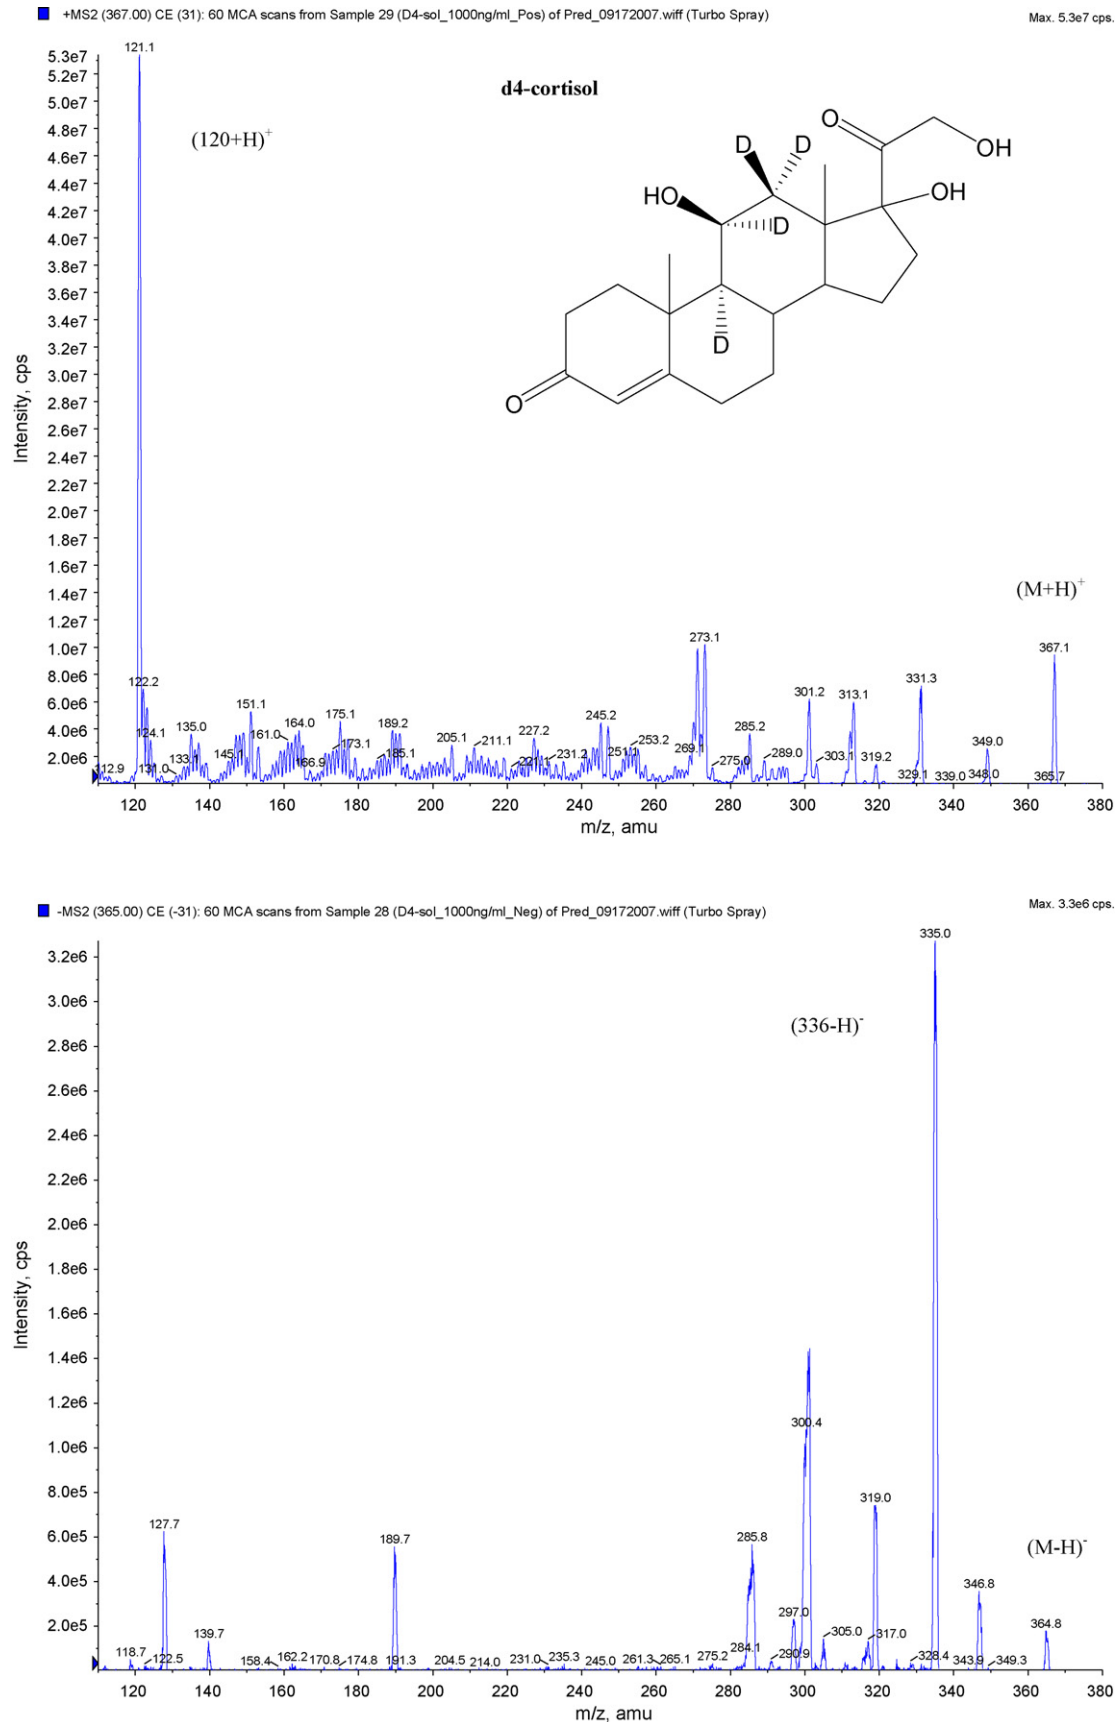 +MS2 (367.00) CE (31): 60 MCA scans from Sample 29 (D4-sol_1000ng/ml_Pos) of Pred_09172007.wiff (Turbo Spray)
Max. 5.3e7 cps.
d4-cortisol
(120+H)+
(M+H)+
O
OH
D D
HO
OH
D
D
O
Intensity, cps
5.3e7
5.2e7
5.0e7
4.8e7
4.6e7
4.4e7
4.2e7
4.0e7
3.8e7
3.6e7
3.4e7
3.2e7
3.0e7
2.8e7
2.6e7
2.4e7
2.2e7
2.0e7
1.8e7
1.6e7
1.4e7
1.2e7
1.0e7
8.0e6
6.0e6
4.0e6
2.0e6
121.1
112.9 122.2 124.1 131.0 133.1 135.0 145.1 151.1 161.0 164.0 166.9 173.1 175.1 185.1 189.2 205.1 211.1 221.1 227.2 231.2 245.2 251.1 253.2 269.1 273.1 275.0 285.2 289.0 301.2 303.1 313.1 319.2 329.1 331.3 339.0 348.0 349.0 365.7 367.1
120 140 160 180 200 220 240 260 280 300 320 340 360 380
m/z, amu
-MS2 (365.00) CE (-31): 60 MCA scans from Sample 28 (D4-sol_1000ng/ml_Neg) of Pred_09172007.wiff (Turbo Spray)
Max. 3.3e6 cps.
(336-H)-
(M-H)-
Intensity, cps
3.2e6
3.0e6
2.8e6
2.6e6
2.4e6
2.2e6
2.0e6
1.8e6
1.6e6
1.4e6
1.2e6
1.0e6
8.0e5
6.0e5
4.0e5
2.0e5
118.7 122.5 127.7 139.7 158.4 162.2 170.8 174.8 189.7 191.3 204.5 214.0 231.0 235.3 245.0 261.3 265.1 275.2 284.1 285.8 290.9 297.0 300.4 305.0 317.0 319.0 328.4 335.0 343.9 346.8 349.3 364.8
120 140 160 180 200 220 240 260 280 300 320 340 360 380
m/z, amu